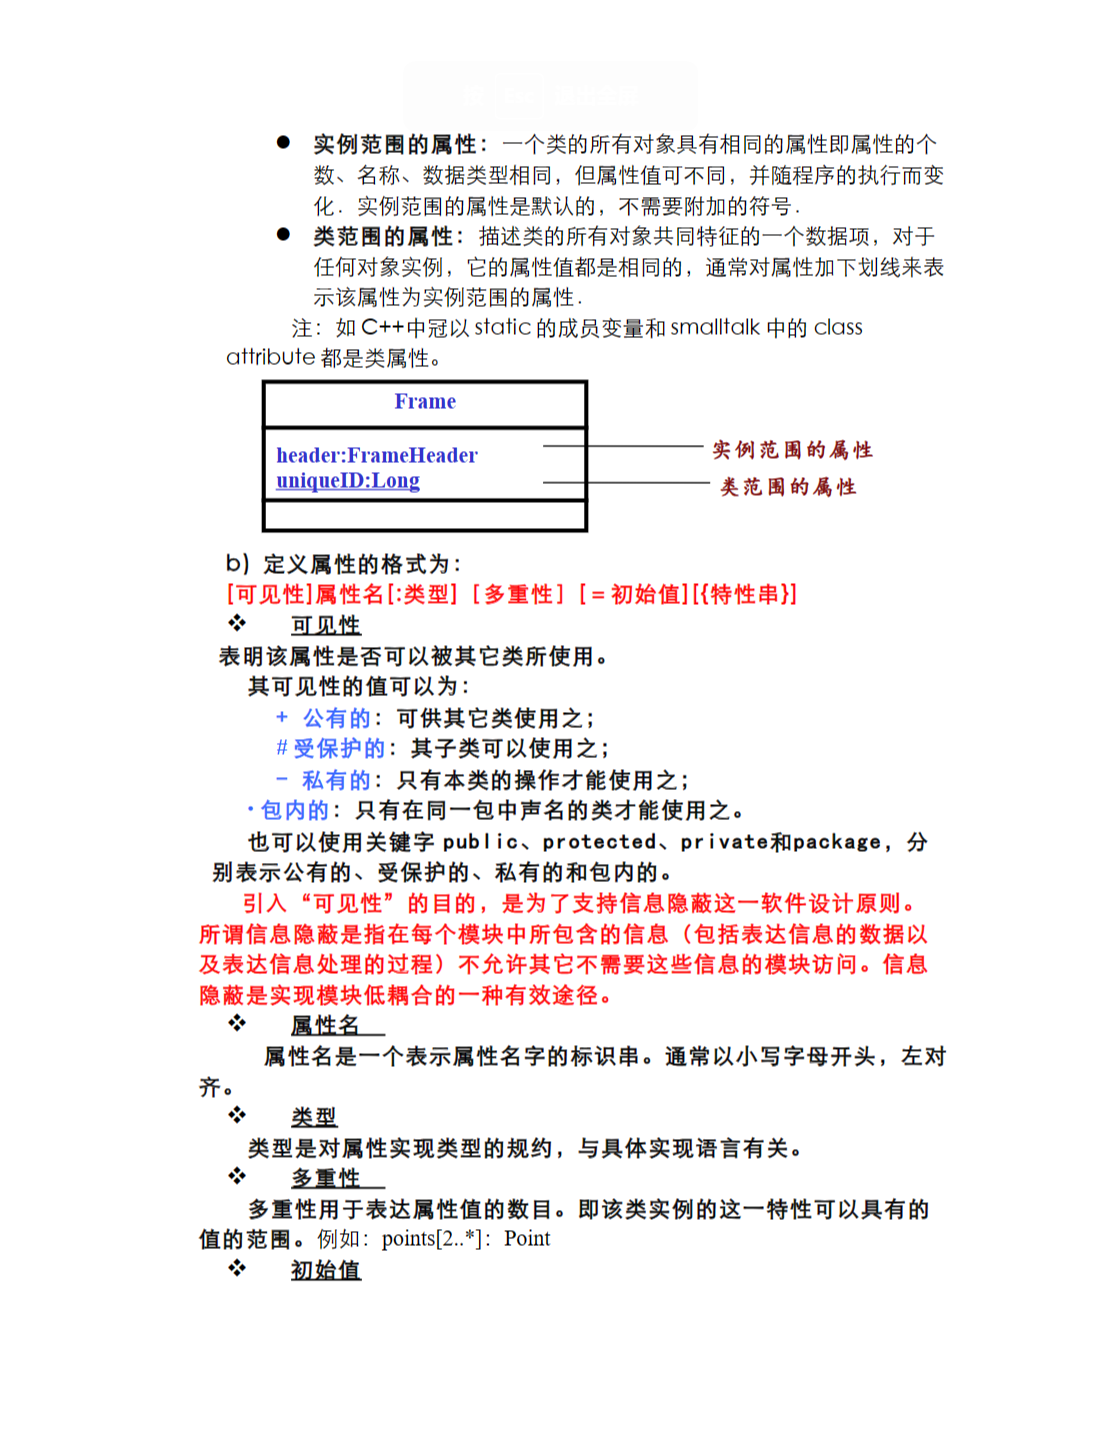 ● 实例范围的属性：一个类的所有对象具有相同的属性即属性的个
数、名称、数据类型相同，但属性值可不同，并随程序的执行而变
化．实例范围的属性是默认的，不需要附加的符号．
● 类范围的属性：描述类的所有对象共同特征的一个数据项，对于
任何对象实例，它的属性值都是相同的，通常对属性加下划线来表
示该属性为实例范围的属性．
注：如 C++中冠以 static 的成员变量和 smalltalk 中的 class
attribute 都是类属性。
Frame
header:FrameHeader
实例范围的属性
uniqueID:Long
类范围的属性
b) 定义属性的格式为：
[可见性]属性名[:类型] [多重性] [=初始值][{特性串}]
❖ 可见性
表明该属性是否可以被其它类所使用。
其可见性的值可以为：
+ 公有的：可供其它类使用之；
# 受保护的：其子类可以使用之；
- 私有的：只有本类的操作才能使用之；
·包内的：只有在同一包中声名的类才能使用之。
也可以使用关键字 public、protected、private和package，分
别表示公有的、受保护的、私有的和包内的。
引入“可见性”的目的，是为了支持信息隐蔽这一软件设计原则。
所谓信息隐蔽是指在每个模块中所包含的信息（包括表达信息的数据以
及表达信息处理的过程）不允许其它不需要这些信息的模块访问。信息
隐蔽是实现模块低耦合的一种有效途径。
❖ 属性名
属性名是一个表示属性名字的标识串。通常以小写字母开头，左对
齐。
❖ 类型
类型是对属性实现类型的规约，与具体实现语言有关。
❖ 多重性
多重性用于表达属性值的数目。即该类实例的这一特性可以具有的
值的范围。例如：points[2..*]：Point
❖ 初始值